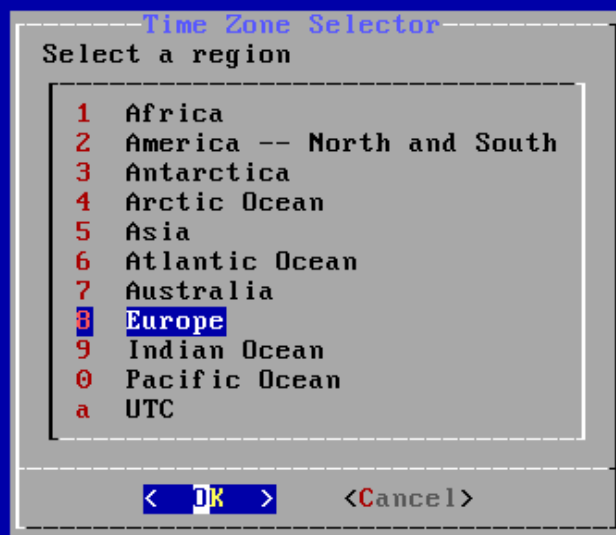 Time Zone Selector
Select a region
1 Africa
2 America -- North and South
3 Antarctica
4 Arctic Ocean
5 Asia
6 Atlantic Ocean
7 Australia
8 Europe
9 Indian Ocean
0 Pacific Ocean
a UTC
< OK > <Cancel>